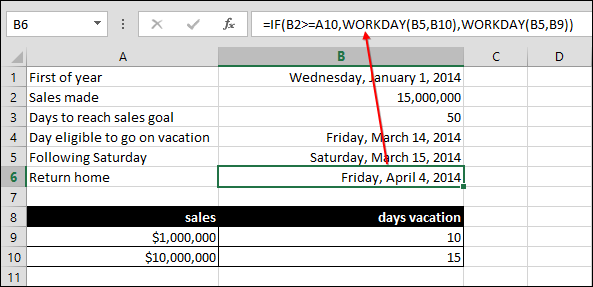 B6 =IF(B2>=A10,WORKDAY(B5,B10),WORKDAY(B5,B9))
A B C D
1 First of year Wednesday, January 1, 2014
2 Sales made 15,000,000
3 Days to reach sales goal 50
4 Day eligible to go on vacation Friday, March 14, 2014
5 Following Saturday Saturday, March 15, 2014
6 Return home Friday, April 4, 2014
7
8 sales days vacation
9 $1,000,000 10
10 $10,000,000 15
11